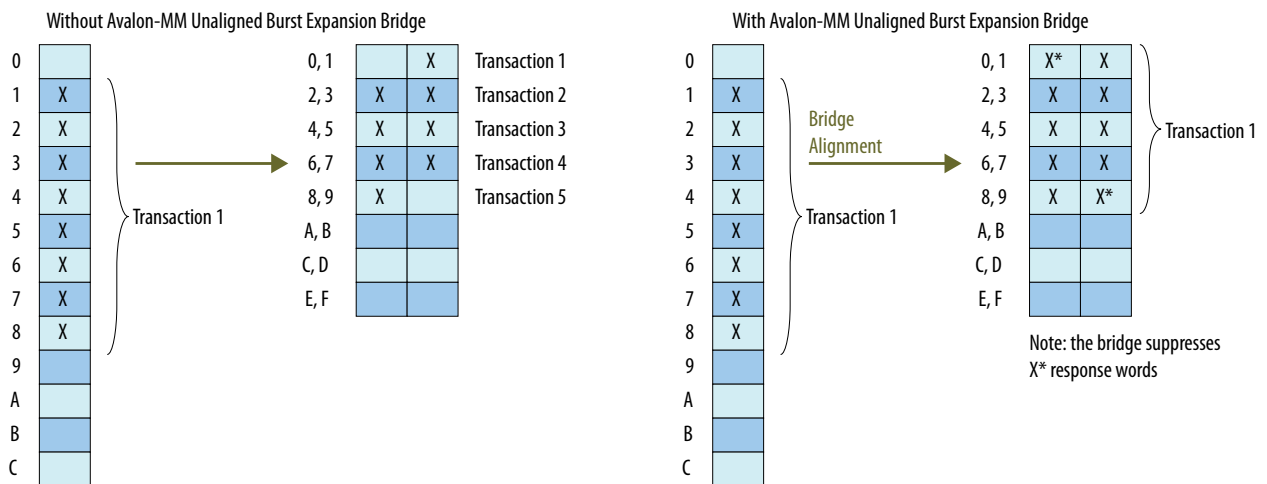 Without Avalon-MM Unaligned Burst Expansion Bridge
0
1 X
2 X
3 X
4 X
5 X
6 X
7 X
8 X
9
A
B
C
Transaction 1
0, 1 X Transaction 1
2, 3 X X Transaction 2
4, 5 X X Transaction 3
6, 7 X X Transaction 4
8, 9 X Transaction 5
A, B
C, D
E, F
With Avalon-MM Unaligned Burst Expansion Bridge
0
1 X
2 X
3 X
4 X
5 X
6 X
7 X
8 X
9
A
B
C
Transaction 1
Bridge
Alignment
0, 1 X* X
2, 3 X X
4, 5 X X
6, 7 X X
8, 9 X X*
A, B
C, D
E, F
Transaction 1
Note: the bridge suppresses
X* response words